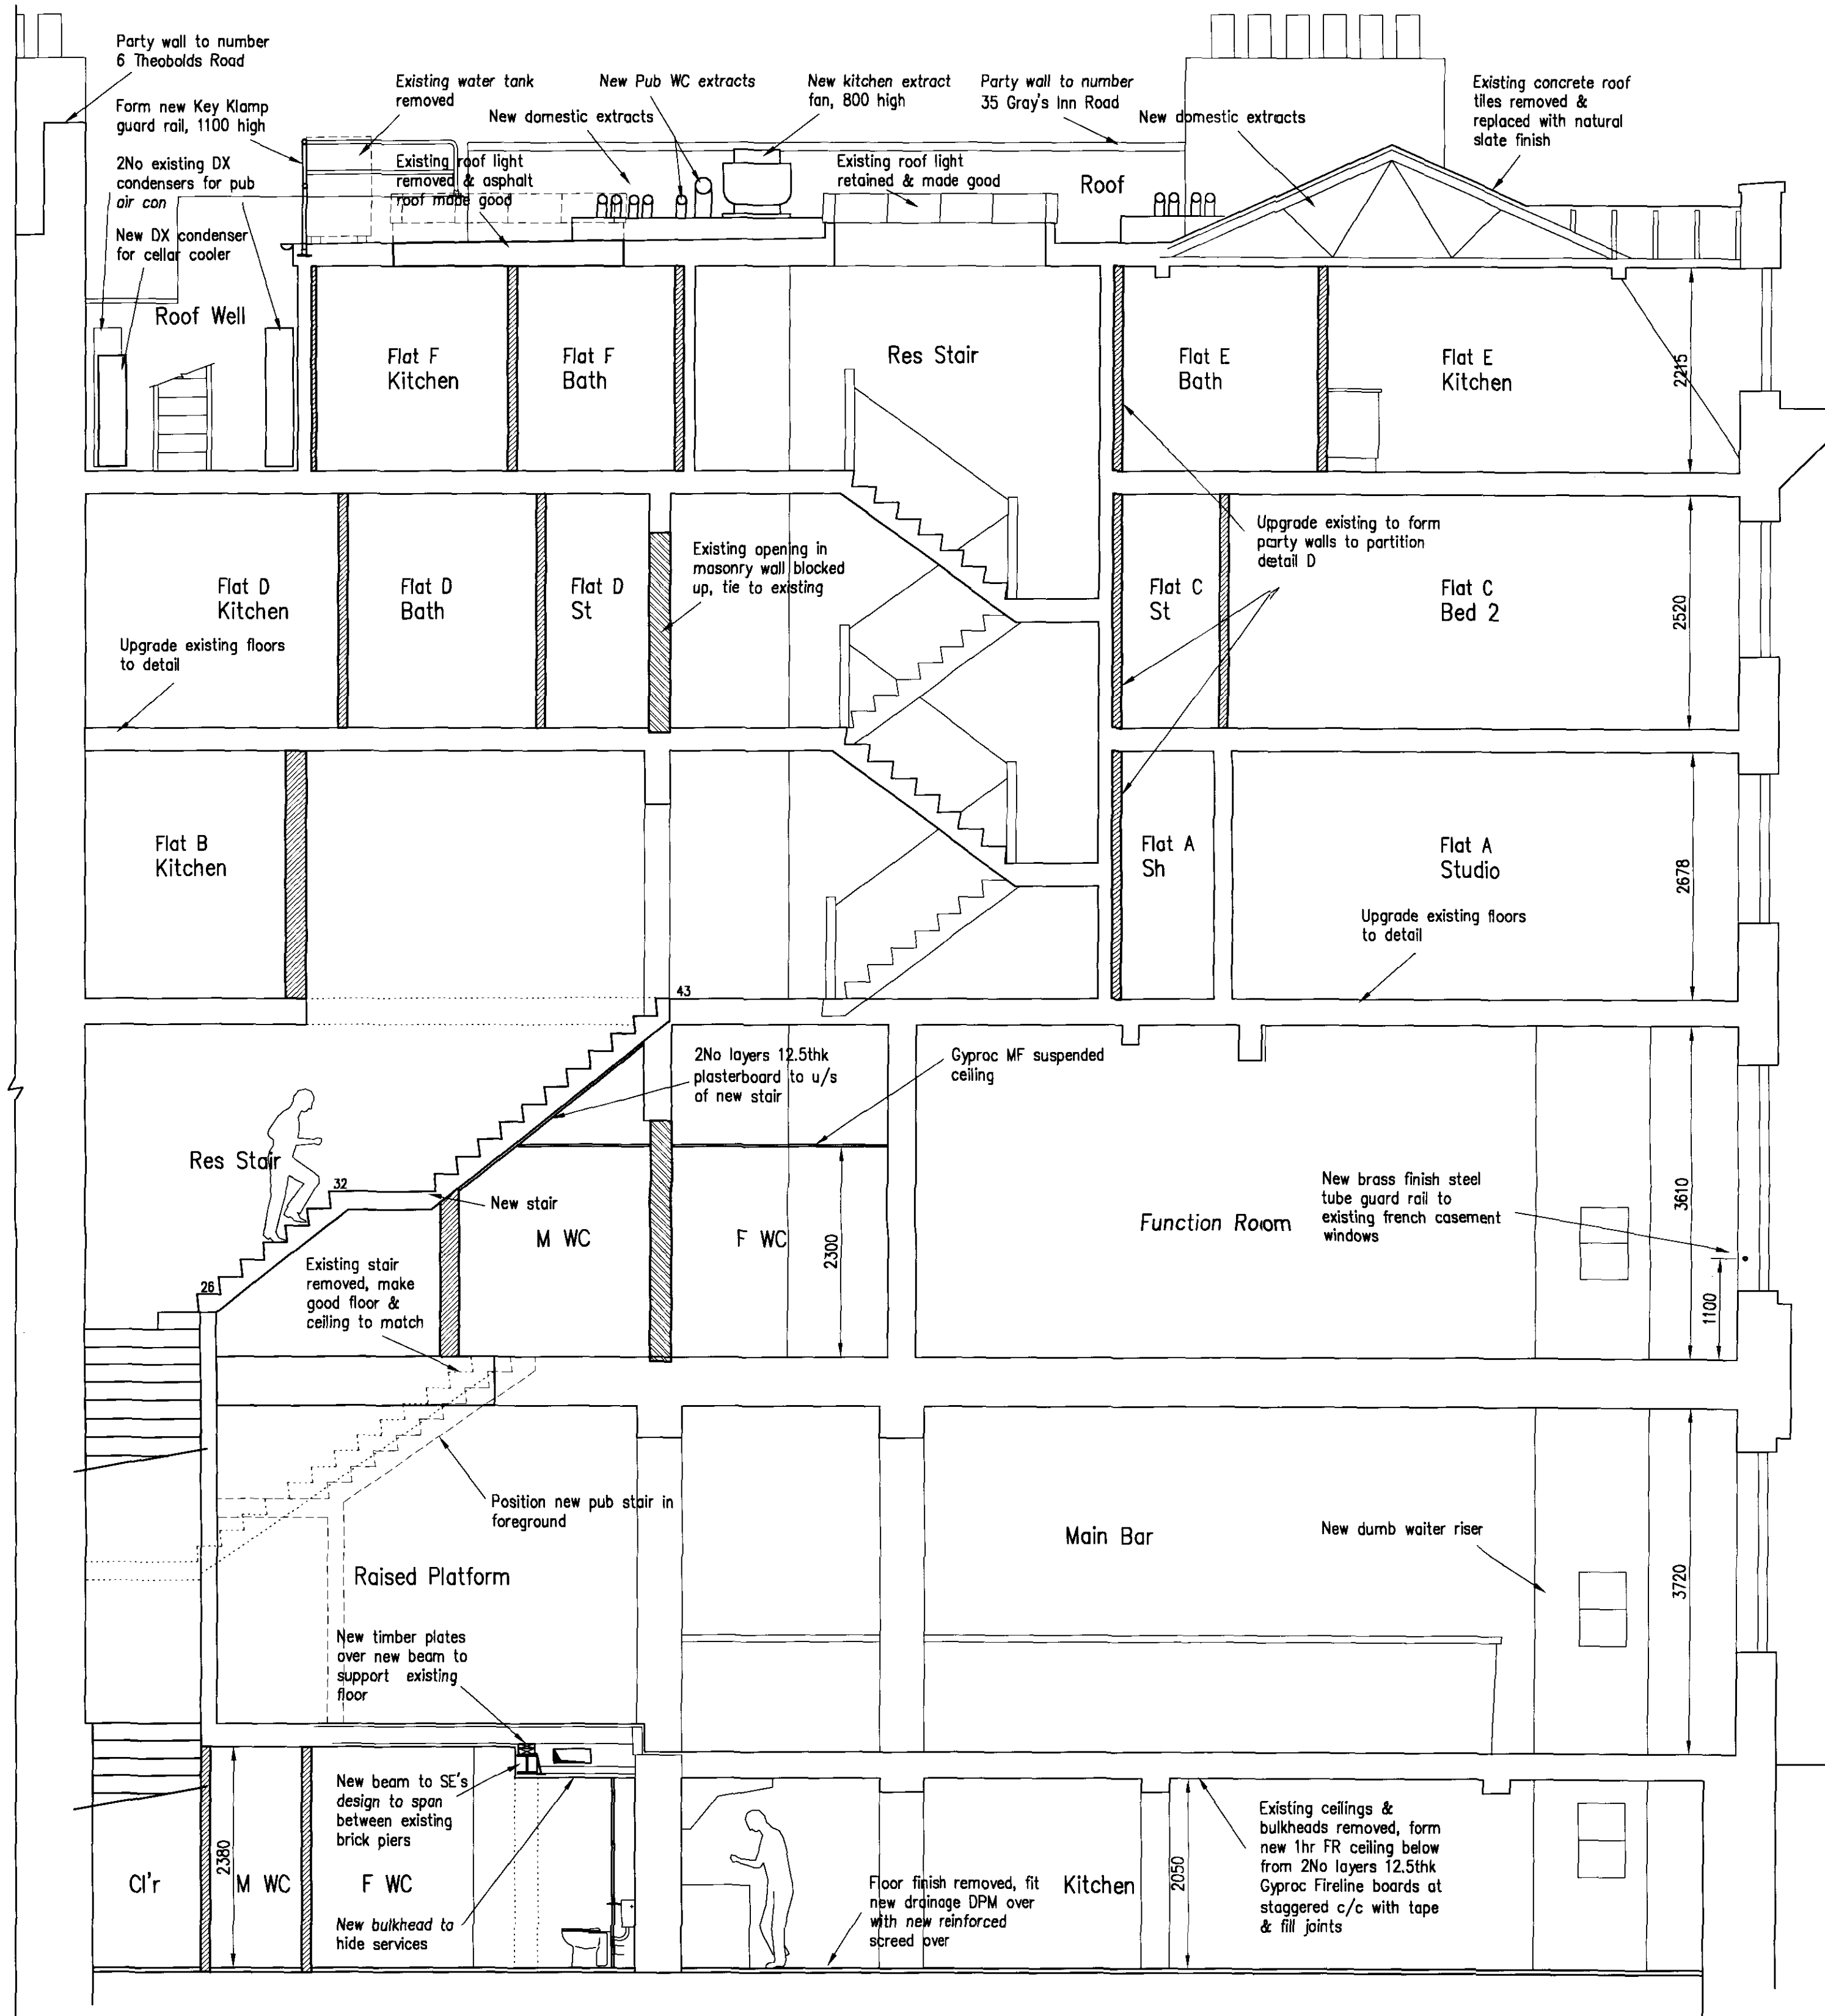 Party wall to number
6 Theobolds Road
Form new Key Klamp
guard rail, 1100 high
2No existing DX
condensers for pub
air con
New DX condenser
for cellar cooler
Existing water tank
removed
New domestic extracts
Existing roof light
removed & asphalt
roof made good
New Pub WC extracts
New kitchen extract
fan, 800 high
Existing roof light
retained & made good
Party wall to number
35 Gray's Inn Road
Roof
New domestic extracts
Existing concrete roof
tiles removed &
replaced with natural
slate finish
Roof Well
Flat F
Kitchen
Flat F
Bath
Res Stair
Flat E
Bath
Flat E
Kitchen
2215
Flat D
Kitchen
Flat D
Bath
Flat D
St
Existing opening in
masonry wall blocked
up, tie to existing
Upgrade existing to form
party walls to partition
detail D
Flat C
St
Flat C
Bed 2
2520
Upgrade existing floors
to detail
Flat B
Kitchen
Flat A
Sh
Flat A
Studio
2678
Upgrade existing floors
to detail
43
2No layers 12.5thk
plasterboard to u/s
of new stair
Gyproc MF suspended
ceiling
Res Stair
32
New stair
M WC
F WC
2300
Function Room
New brass finish steel
tube guard rail to
existing french casement
windows
3610
1100
26
Existing stair
removed, make
good floor &
ceiling to match
Position new pub stair in
foreground
Raised Platform
Main Bar
New dumb waiter riser
3720
New timber plates
over new beam to
support existing
floor
New beam to SE's
design to span
between existing
brick piers
Cl'r
2380
M WC
F WC
New bulkhead to
hide services
Floor finish removed, fit
new drainage DPM over
with new reinforced
screed over
Kitchen
2050
Existing ceilings &
bulkheads removed, form
new 1hr FR ceiling below
from 2No layers 12.5thk
Gyproc Fireline boards at
staggered c/c with tape
& fill joints